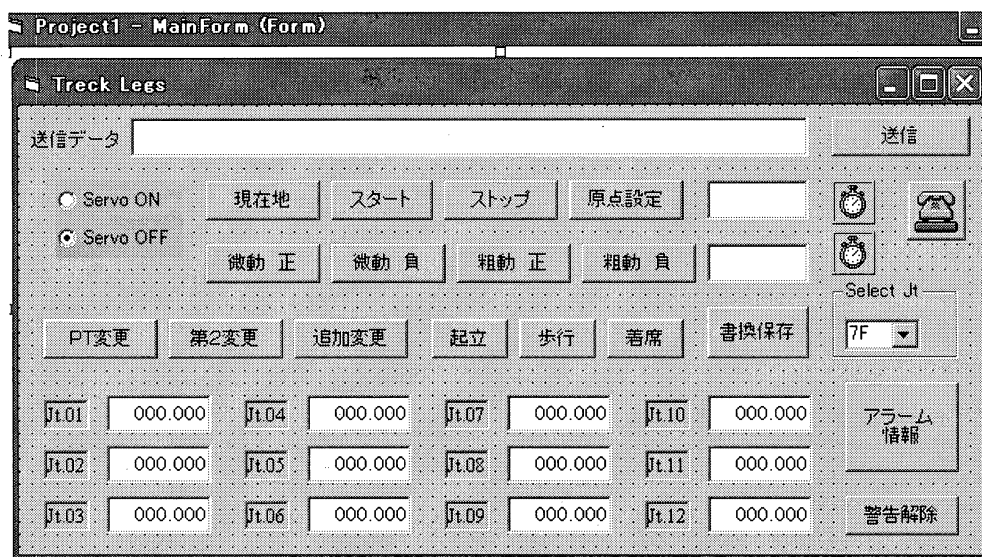 Project1 - MainForm (Form)
Treck Legs
送信データ 送信
Servo ON 現在地 スタート ストップ 原点設定
Servo OFF
微動 正 微動 負 粗動 正 粗動 負
Select Jt
PT変更 第2変更 追加変更 起立 歩行 着席 書換保存 7F
Jt.01 000.000 Jt.04 000.000 Jt.07 000.000 Jt.10 000.000 アラーム
情報
Jt.02 000.000 Jt.05 000.000 Jt.08 000.000 Jt.11 000.000
Jt.03 000.000 Jt.06 000.000 Jt.09 000.000 Jt.12 000.000 警告解除